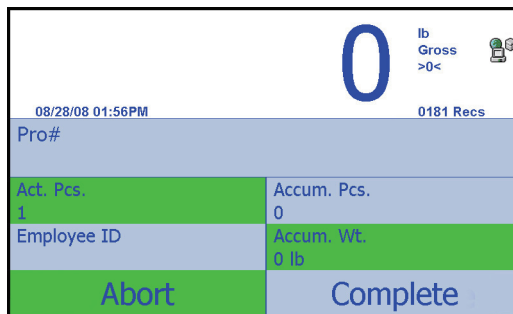 0
lb
Gross
>0<
08/28/08 01:56PM
0181 Recs
Pro#
Act. Pcs.
1
Accum. Pcs.
0
Employee ID
Accum. Wt.
0 lb
Abort
Complete